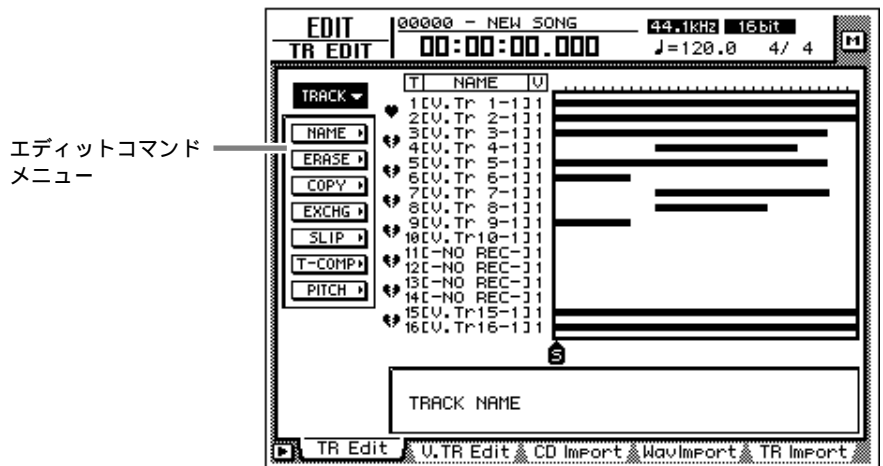 EDIT
00000 - NEW SONG
44.1kHz 16bit
TR EDIT
00:00:00.000
♩=120.0 4/ 4
M
TRACK
T NAME V
エディットコマンド
メニュー
NAME
ERASE
COPY
EXCHG
SLIP
T-COMP
PITCH
1[V.Tr 1-1]1
2[V.Tr 2-1]1
3[V.Tr 3-1]1
4[V.Tr 4-1]1
5[V.Tr 5-1]1
6[V.Tr 6-1]1
7[V.Tr 7-1]1
8[V.Tr 8-1]1
9[V.Tr 9-1]1
10[V.Tr10-1]1
11[-NO REC-]1
12[-NO REC-]1
13[-NO REC-]1
14[-NO REC-]1
15[V.Tr15-1]1
16[V.Tr16-1]1
S
TRACK NAME
TR Edit V.TR Edit CD Import WavImport TR Import